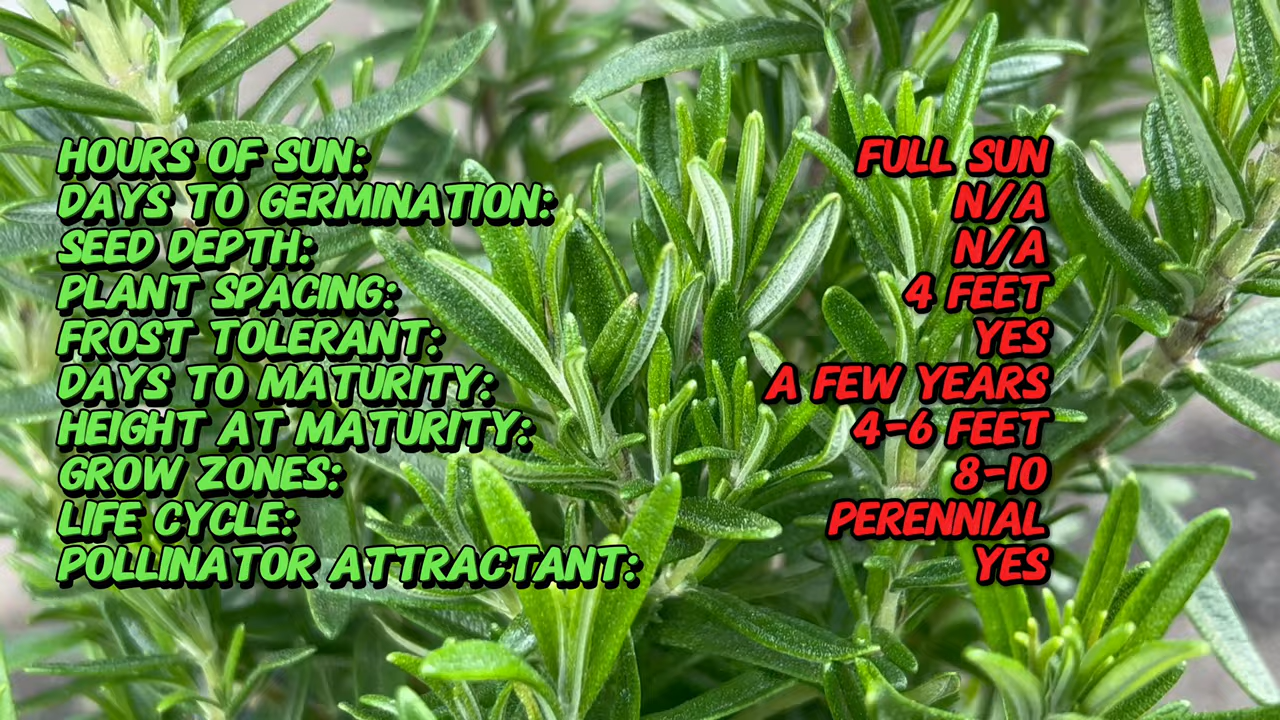 HOURS OF SUN: FULL SUN
DAYS TO GERMINATION: N/A
SEED DEPTH: N/A
PLANT SPACING: 4 FEET
FROST TOLERANT: YES
DAYS TO MATURITY: A FEW YEARS
HEIGHT AT MATURITY: 4-6 FEET
GROW ZONES: 8-10
LIFE CYCLE: PERENNIAL
POLLINATOR ATTRACTANT: YES